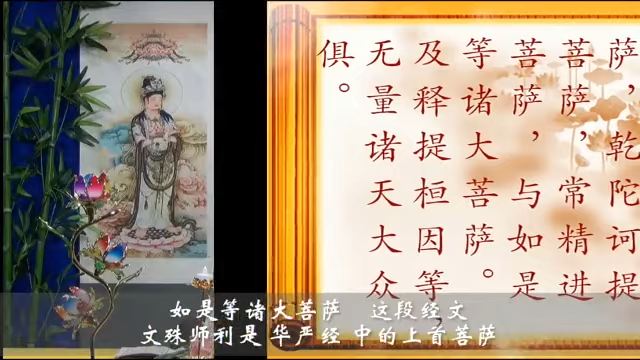 萨，乾陀诃提
菩萨，常精进
菩萨，与如是
等诸大菩萨。
及释提桓因等
无量诸天大众
俱。
如是等诸大菩萨 这段经文
文殊师利是华严经中的上首菩萨